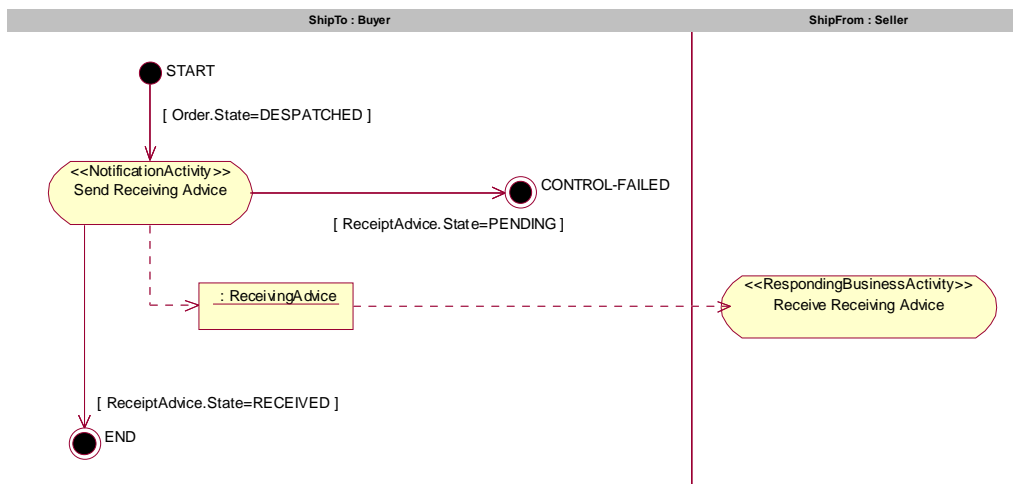 ShipTo : Buyer
ShipFrom : Seller
START
[ Order.State=DESPATCHED ]
<<NotificationActivity>>
Send Receiving Advice
CONTROL-FAILED
[ ReceiptAdvice.State=PENDING ]
: ReceivingAdvice
<<RespondingBusinessActivity>>
Receive Receiving Advice
[ ReceiptAdvice.State=RECEIVED ]
END